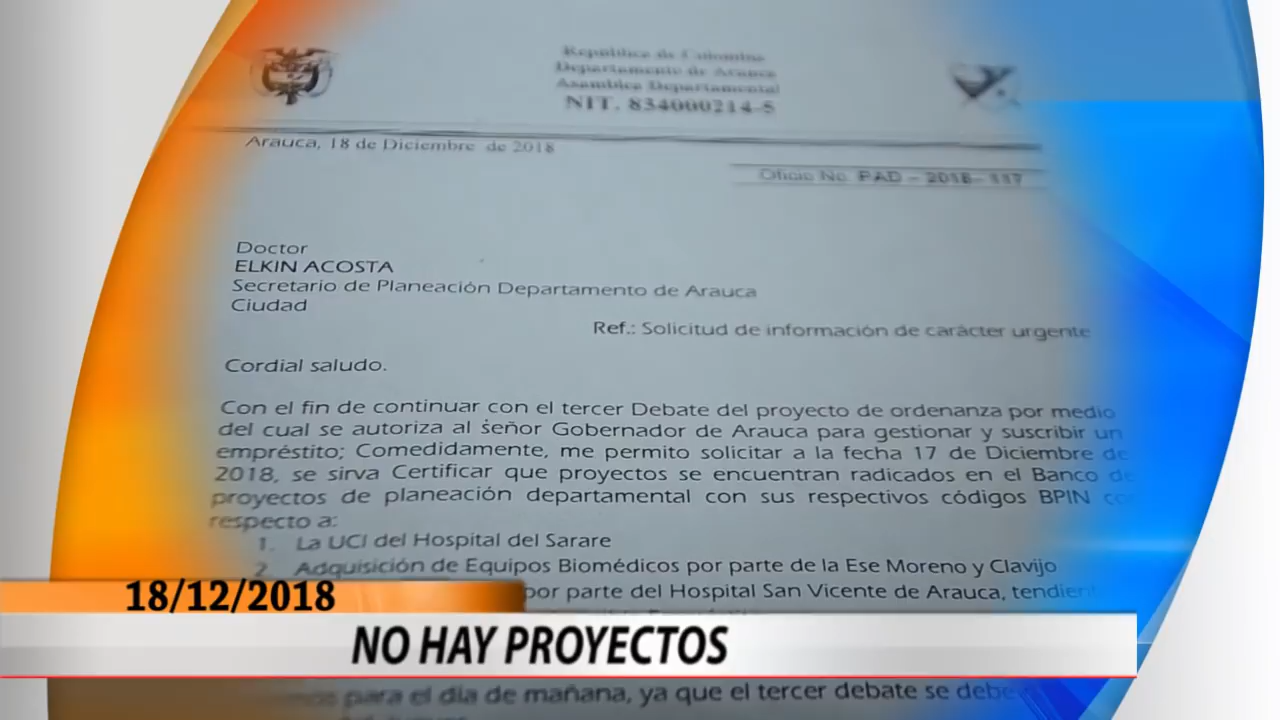 República de Colombia
Departamento de Arauca
Asamblea Departamental
NIT. 834000214-5
Arauca, 18 de Diciembre de 2018
Oficio No. PAD – 2018– 117
Doctor
ELKIN ACOSTA
Secretario de Planeación Departamento de Arauca
Ciudad
Ref.: Solicitud de información de carácter urgente
Cordial saludo.
Con el fin de continuar con el tercer Debate del proyecto de ordenanza por medio
del cual se autoriza al señor Gobernador de Arauca para gestionar y suscribir un
empréstito; Comedidamente, me permito solicitar a la fecha 17 de Diciembre de
2018, se sirva Certificar que proyectos se encuentran radicados en el Banco de
proyectos de planeación departamental con sus respectivos códigos BPIN
respecto a:
1. La UCI del Hospital del Sarare
2. Adquisición de Equipos Biomédicos por parte de la Ese Moreno y Clavijo
por parte del Hospital San Vicente de Arauca,
18/12/2018
NO HAY PROYECTOS
para el día de mañana, ya que el tercer debate se debe